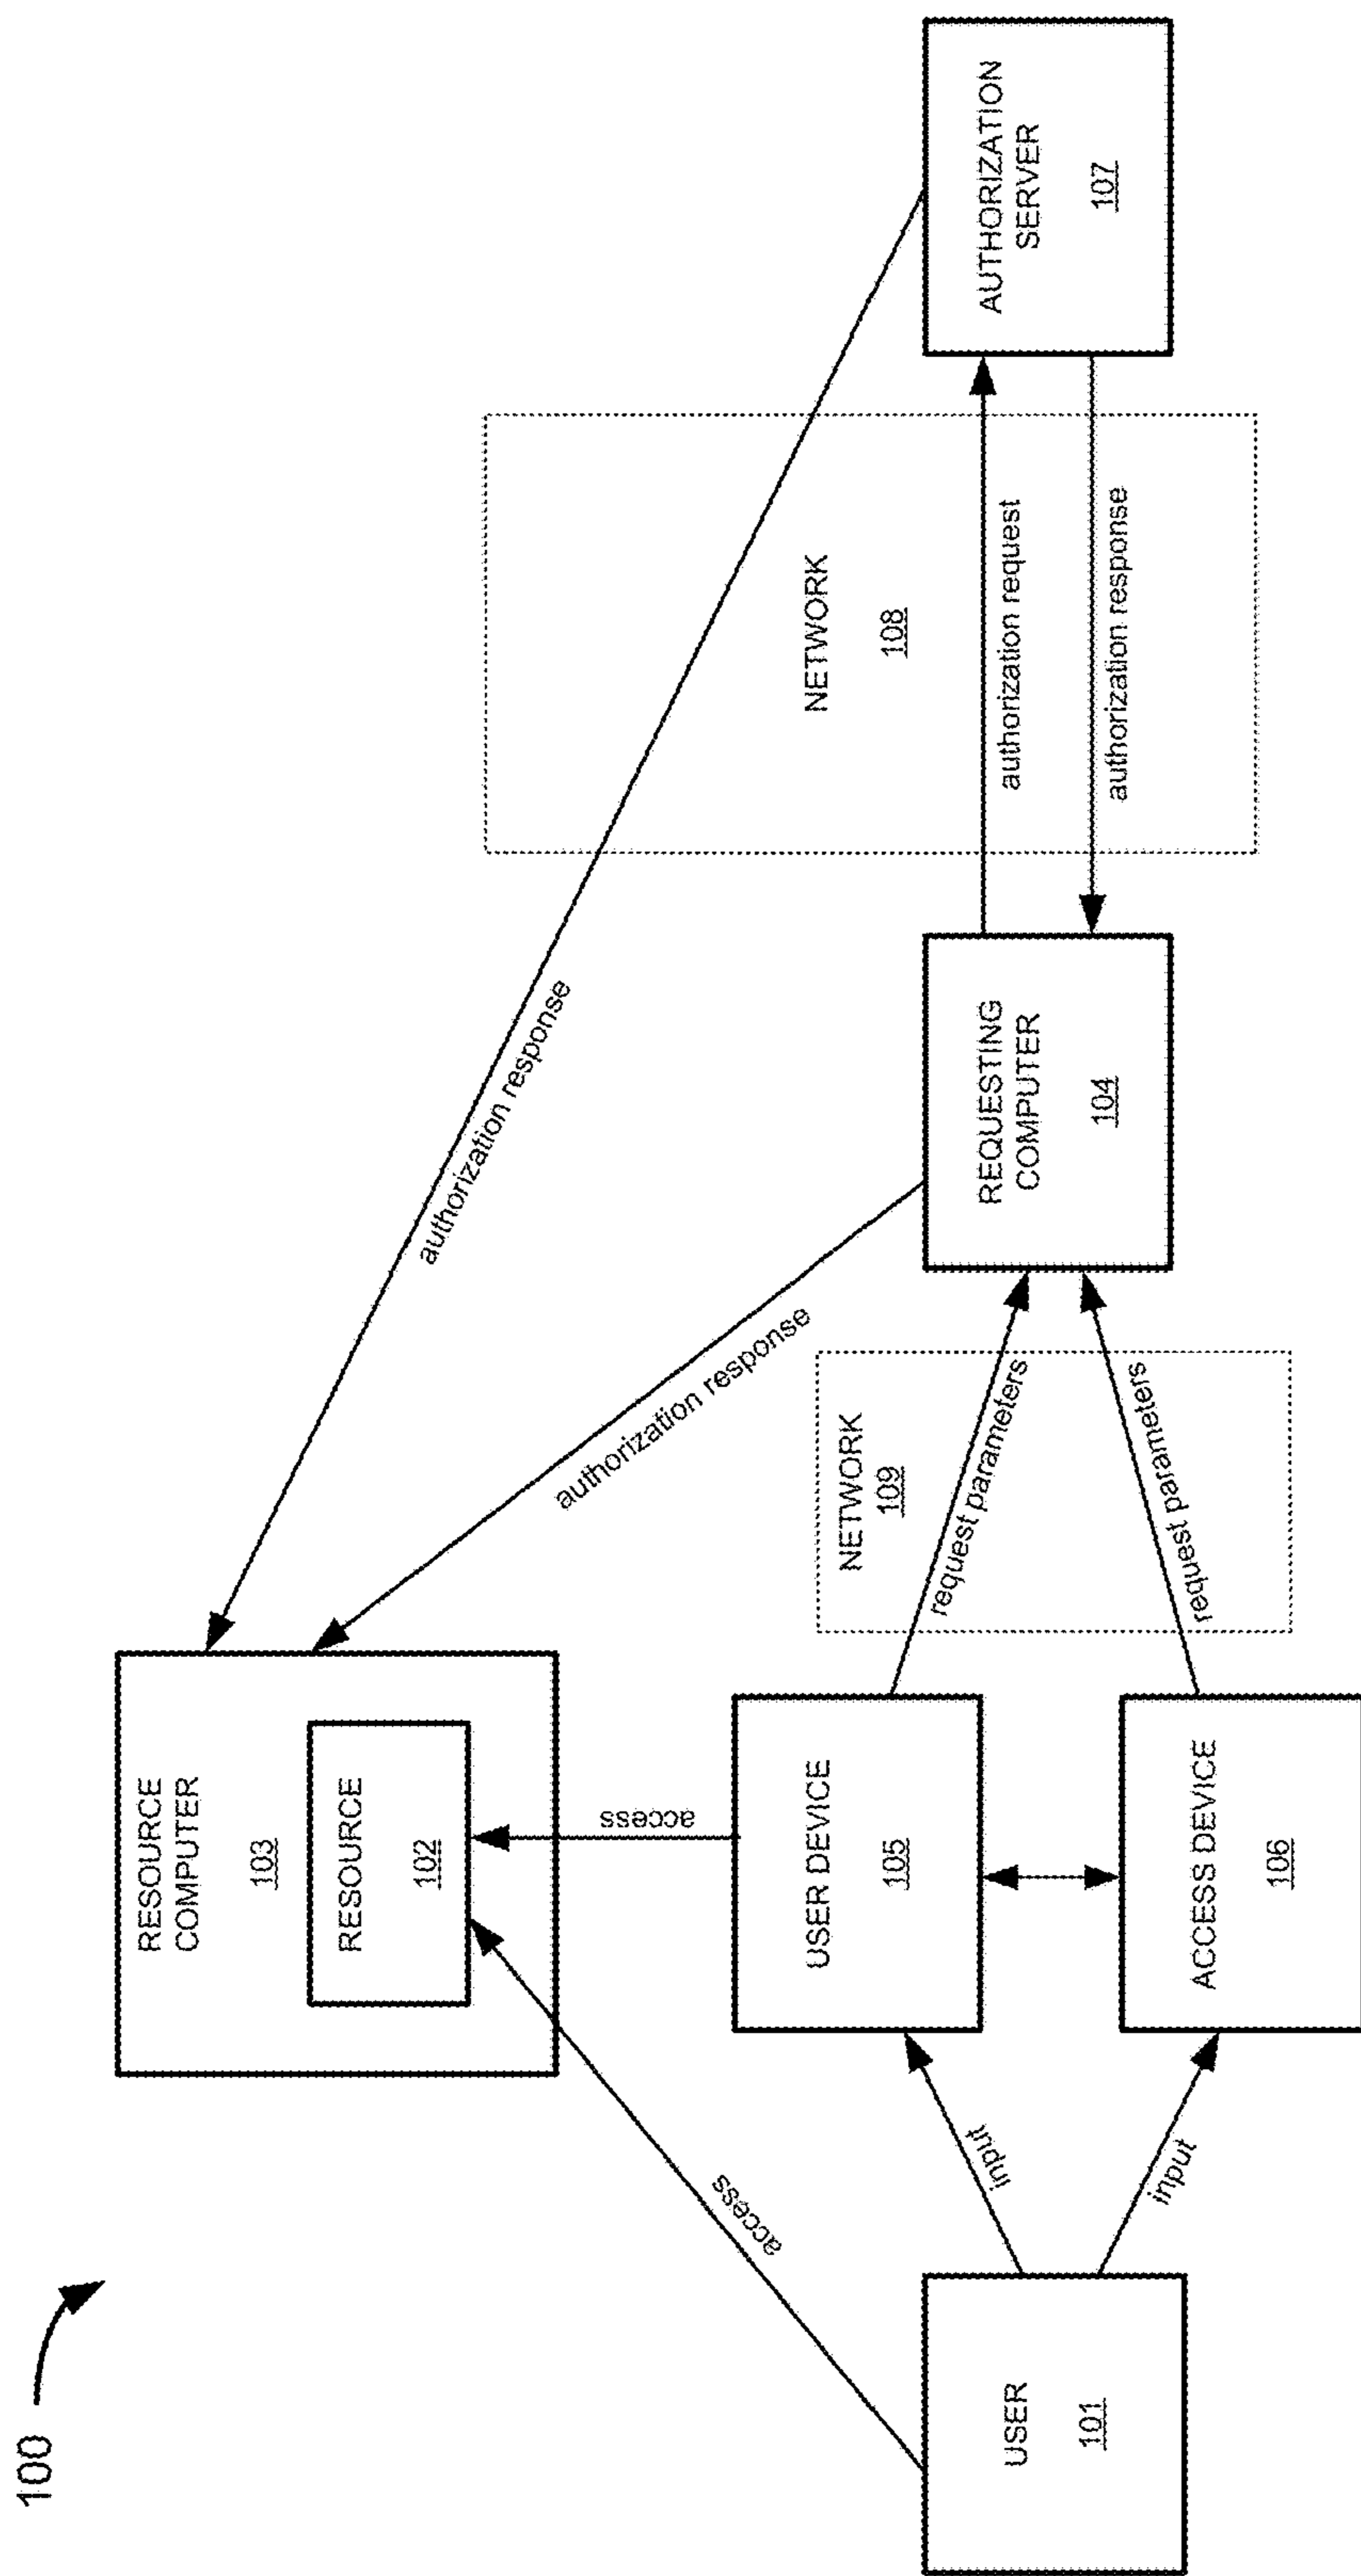 100
RESOURCE
COMPUTER
103
RESOURCE
102
authorization response
authorization response
access
access
NETWORK
108
authorization request
authorization response
NETWORK
109
request parameters
request parameters
USER
101
input
input
USER DEVICE
105
ACCESS DEVICE
106
REQUESTING
COMPUTER
104
AUTHORIZATION
SERVER
107